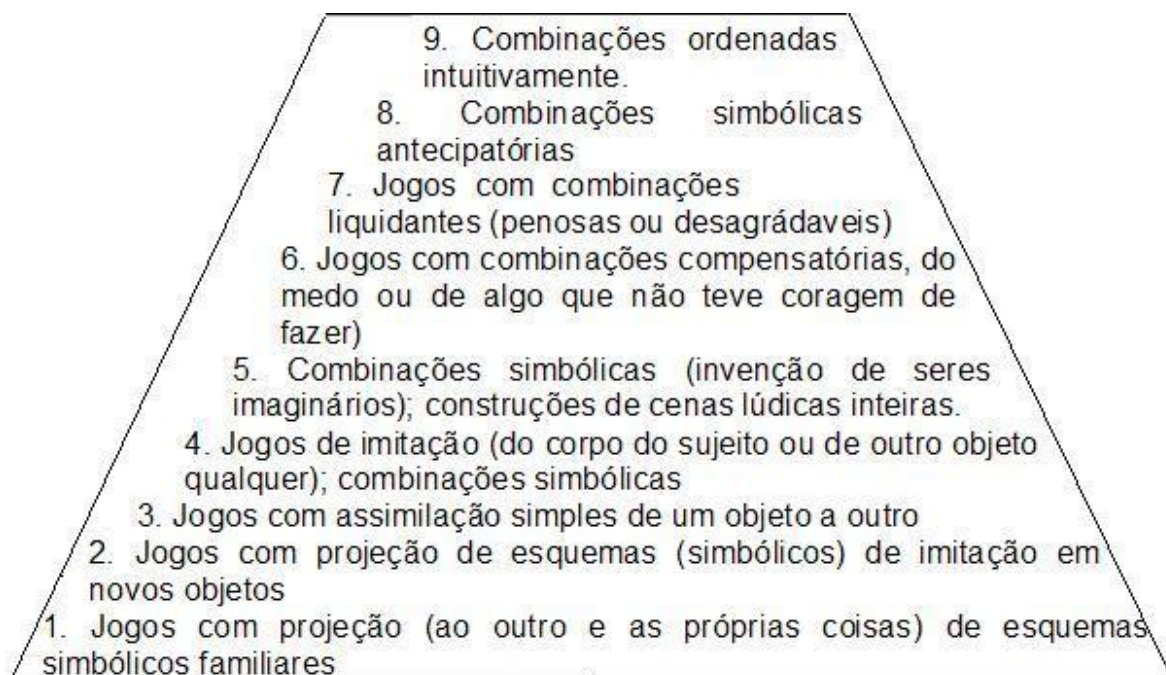 9. Combinações ordenadas
intuitivamente.
8. Combinações simbólicas
antecipatórias
7. Jogos com combinações
liquidantes (penosas ou desagrádaveis)
6. Jogos com combinações compensatórias, do
medo ou de algo que não teve coragem de
fazer)
5. Combinações simbólicas (invenção de seres
imaginários); construções de cenas lúdicas inteiras.
4. Jogos de imitação (do corpo do sujeito ou de outro objeto
qualquer); combinações simbólicas
3. Jogos com assimilação simples de um objeto a outro
2. Jogos com projeção de esquemas (simbólicos) de imitação em
novos objetos
1. Jogos com projeção (ao outro e as próprias coisas) de esquemas
simbólicos familiares